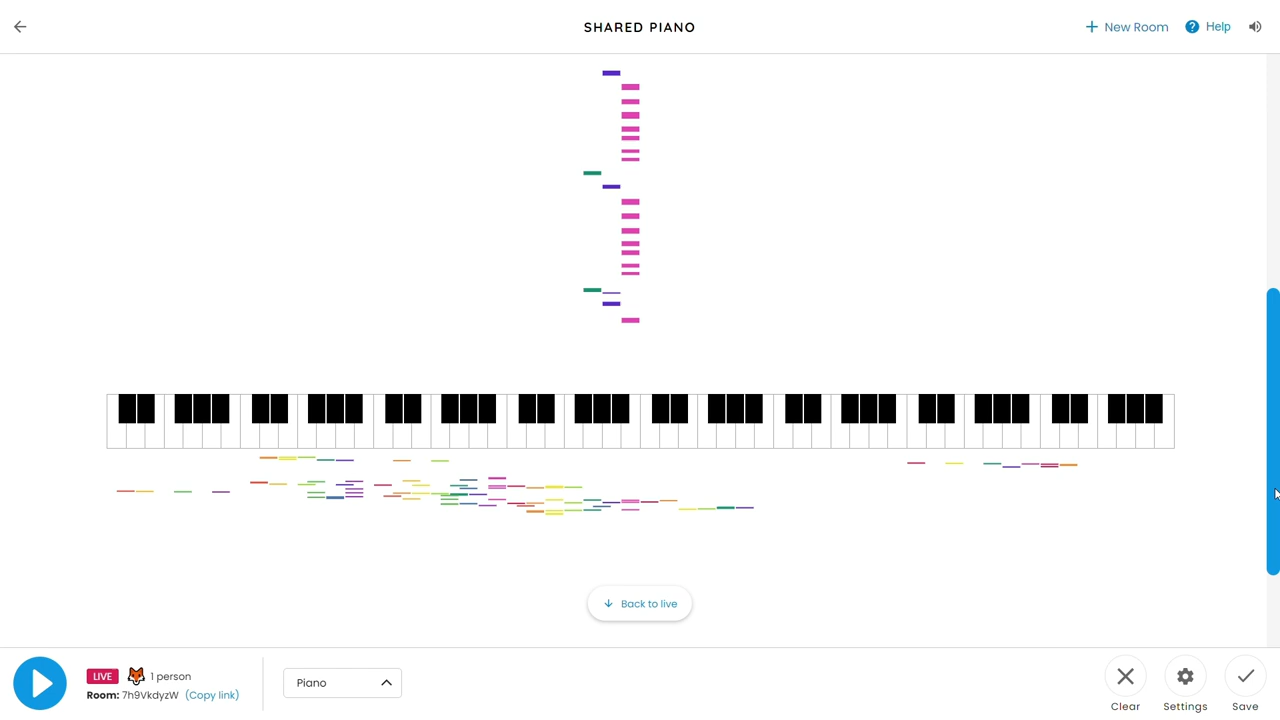 SHARED PIANO
New Room
Help
Back to live
LIVE
1 person
Room: 7h9VkdyzW (Copy link)
Piano
Clear
Settings
Save